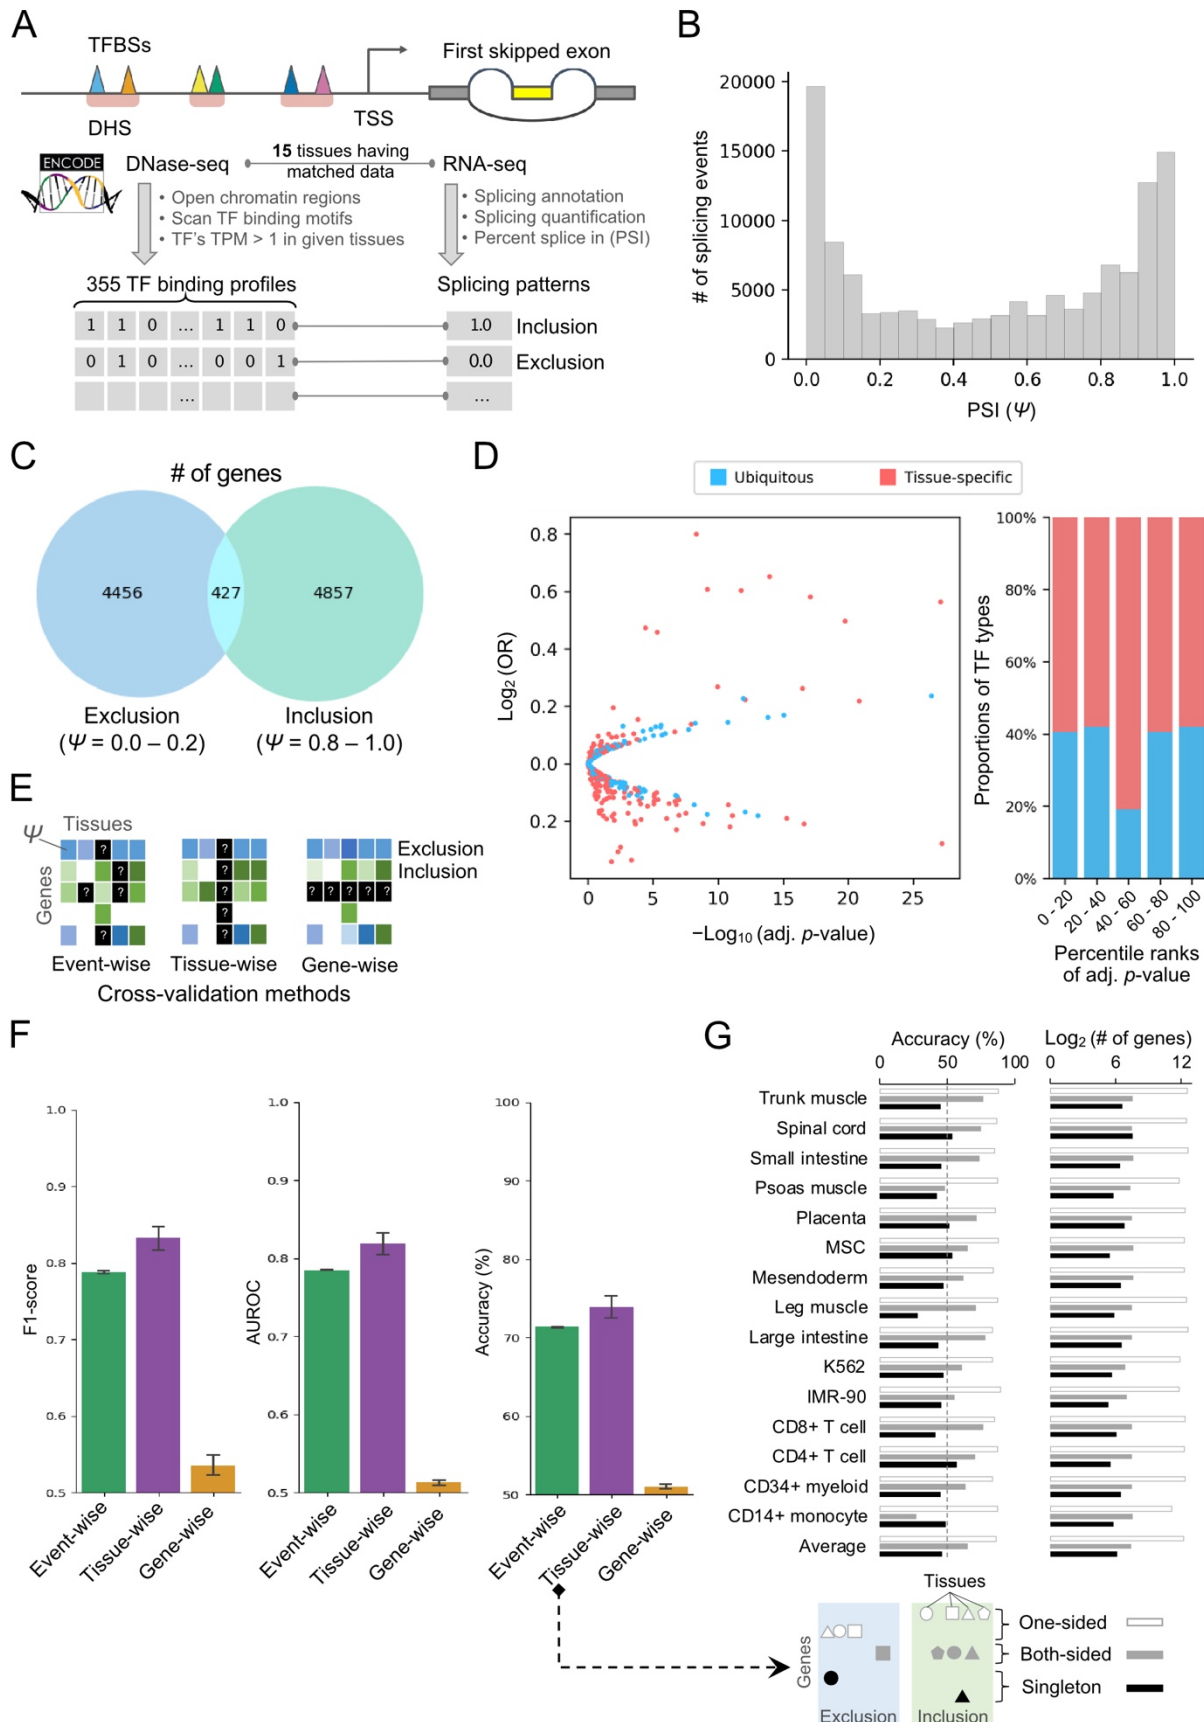 A
TFBSs
First skipped exon
DHS
TSS
ENCODE
DNase-seq
15 tissues having
matched data
RNA-seq
• Open chromatin regions
• Scan TF binding motifs
• TF's TPM > 1 in given tissues
• Splicing annotation
• Splicing quantification
• Percent splice in (PSI)
355 TF binding profiles
Splicing patterns
1 1 0 ... 1 1 0
1.0
Inclusion
0 1 0 ... 0 0 1
0.0
Exclusion
...
...
B
# of splicing events
20000
15000
10000
5000
0
0.0 0.2 0.4 0.6 0.8 1.0
PSI (Ψ)
C
# of genes
4456
427
4857
Exclusion
(Ψ = 0.0 – 0.2)
Inclusion
(Ψ = 0.8 – 1.0)
D
Ubiquitous
Tissue-specific
Log2 (OR)
0.8
0.6
0.4
0.2
0.0
0.2
0 5 10 15 20 25
−Log10 (adj. p-value)
Proportions of TF types
100%
80%
60%
40%
20%
0%
0 - 20
20 - 40
40 - 60
60 - 80
80 - 100
Percentile ranks
of adj. p-value
E
Ψ
Tissues
Genes
? ? ? ? ? ?
? ? ? ? ?
? ? ? ? ?
Exclusion
Inclusion
Event-wise
Tissue-wise
Gene-wise
Cross-validation methods
F
F1-score
1.0
0.9
0.8
0.7
0.6
0.5
Event-wise
Tissue-wise
Gene-wise
AUROC
1.0
0.9
0.8
0.7
0.6
0.5
Event-wise
Tissue-wise
Gene-wise
Accuracy (%)
100
90
80
70
60
50
Event-wise
Tissue-wise
Gene-wise
G
Accuracy (%)
0 50 100
Log2 (# of genes)
0 6 12
Trunk muscle
Spinal cord
Small intestine
Psoas muscle
Placenta
MSC
Mesendoderm
Leg muscle
Large intestine
K562
IMR-90
CD8+ T cell
CD4+ T cell
CD34+ myeloid
CD14+ monocyte
Average
Tissues
Genes
One-sided
Both-sided
Singleton
Exclusion
Inclusion